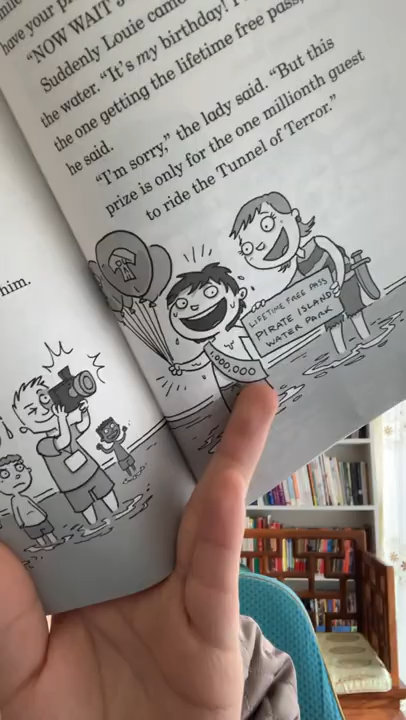 have your p
"NOW WAIT
Suddenly Louie came
the water. "It's my birthday!
the one getting the lifetime free pass,
he said.
"I'm sorry," the lady said. "But this
prize is only for the one millionth guest
to ride the Tunnel of Terror."
him.
LIFETIME FREE PASS
PIRATE ISLAND
WATER PARK
1,000,000